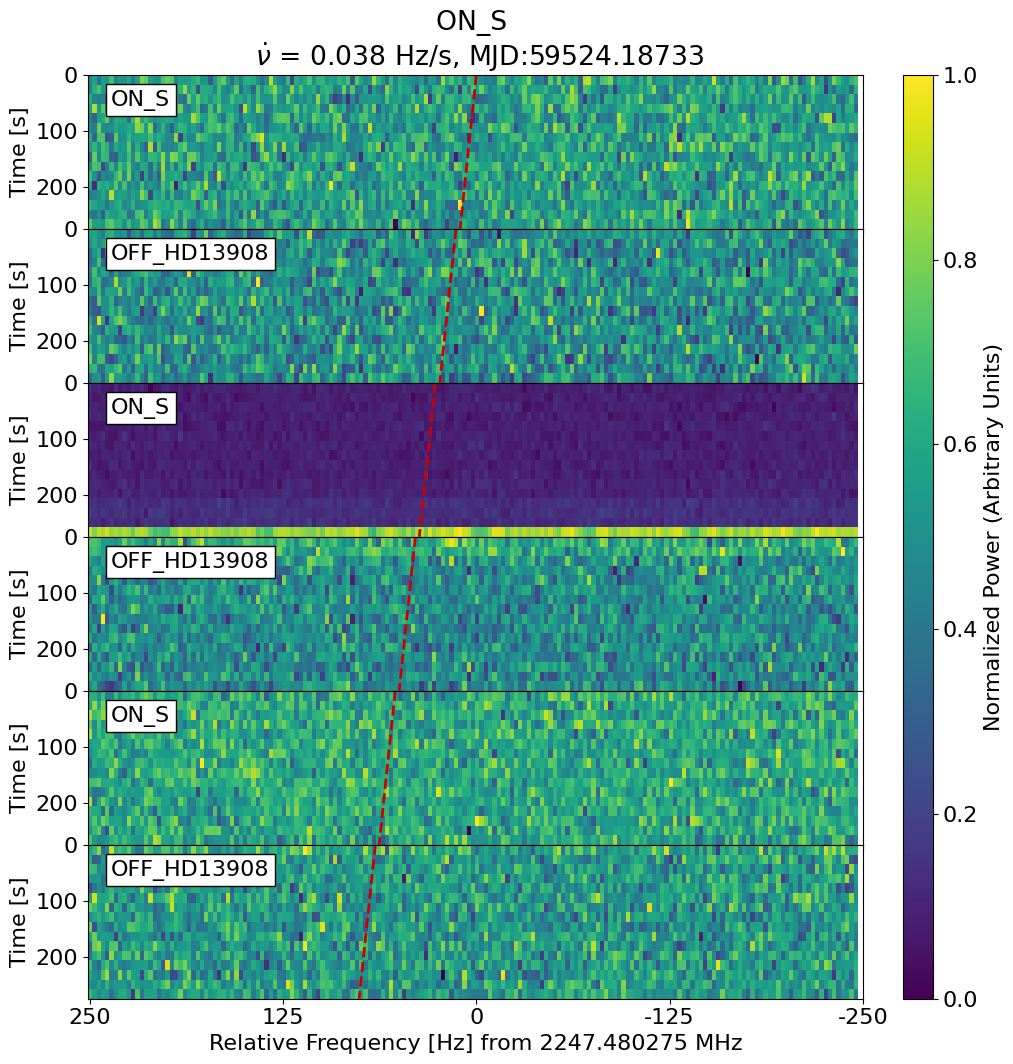 ON_S
ν̇ = 0.038 Hz/s, MJD:59524.18733
0
100
200
Time [s]
ON_S
0
100
200
Time [s]
OFF_HD13908
0
100
200
Time [s]
ON_S
0
100
200
Time [s]
OFF_HD13908
0
100
200
Time [s]
ON_S
0
100
200
Time [s]
OFF_HD13908
250 125 0 -125 -250
Relative Frequency [Hz] from 2247.480275 MHz
1.0
0.8
0.6
0.4
0.2
0.0
Normalized Power (Arbitrary Units)